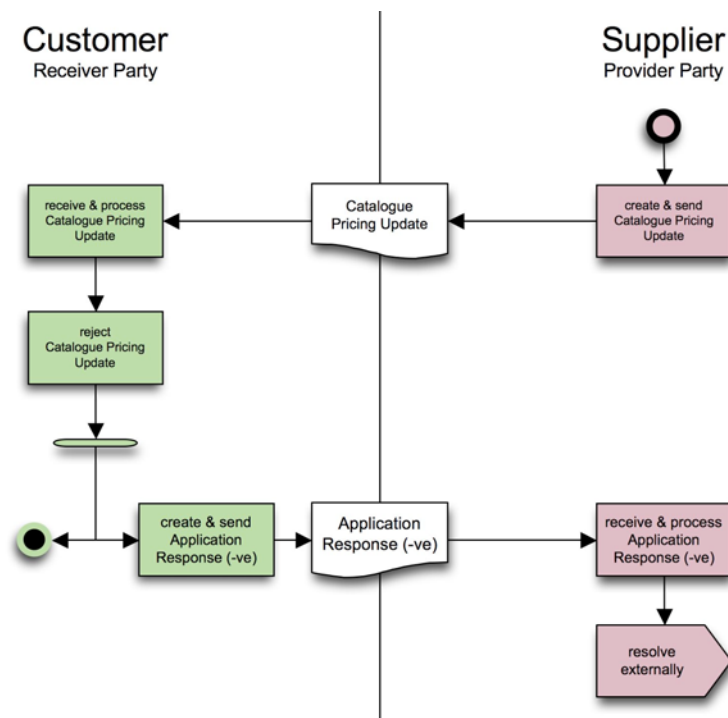 Customer
Receiver Party
Supplier
Provider Party
receive & process
Catalogue Pricing
Update
Catalogue
Pricing Update
create & send
Catalogue Pricing
Update
reject
Catalogue Pricing
Update
create & send
Application
Response (-ve)
Application
Response (-ve)
receive & process
Application
Response (-ve)
resolve
externally